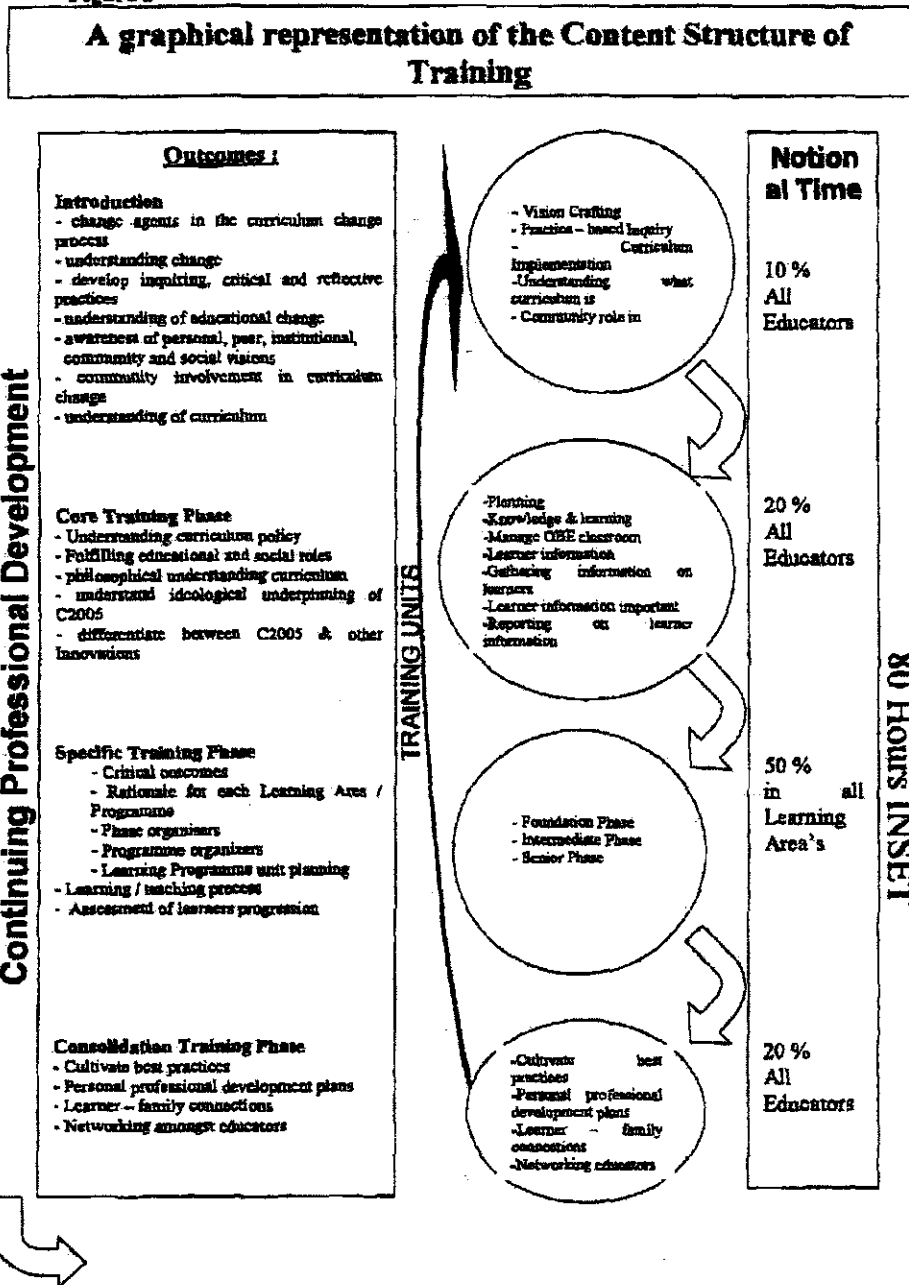 A graphical representation of the Content Structure of
Training
Continuing Professional Development
Outcomes :
Introduction
- change agents in the curriculum change
process
- understanding change
- develop inquiring, critical and reflective
practices
- understanding of educational change
- awareness of personal, peer, institutional,
community and social visions
- community involvement in curriculum
change
- understanding of curriculum
Core Training Phase
- Understanding curriculum policy
- Fulfilling educational and social roles
- philosophical understanding curriculum
- understand ideological underpinning of
C2005
- differentiate between C2005 & other
Innovations
Specific Training Phase
- Critical outcomes
- Rationale for each Learning Area /
Programme
- Phase organisers
- Programme organizers
- Learning Programme unit planning
- Learning / teaching process
- Assessment of learners progression
Consolidation Training Phase
- Cultivate best practices
- Personal professional development plans
- Learner – family connections
- Networking amongst educators
TRAINING UNITS
- Vision Crafting
- Practice – based Inquiry
- Curriculum
Implementation
-Understanding what
curriculum is
- Community role in
-Planning
-Knowledge & learning
-Manage OBE classroom
-Learner information
-Gathering information on
learners
-Learner information important
-Reporting on learner
information
- Foundation Phase
- Intermediate Phase
- Senior Phase
-Cultivate best
practices
-Personal professional
development plans
-Learner – family
connections
-Networking educators
Notion
al Time
10 %
All
Educators
20 %
All
Educators
50 %
in all
Learning
Area's
20 %
All
Educators
80 Hours INSET